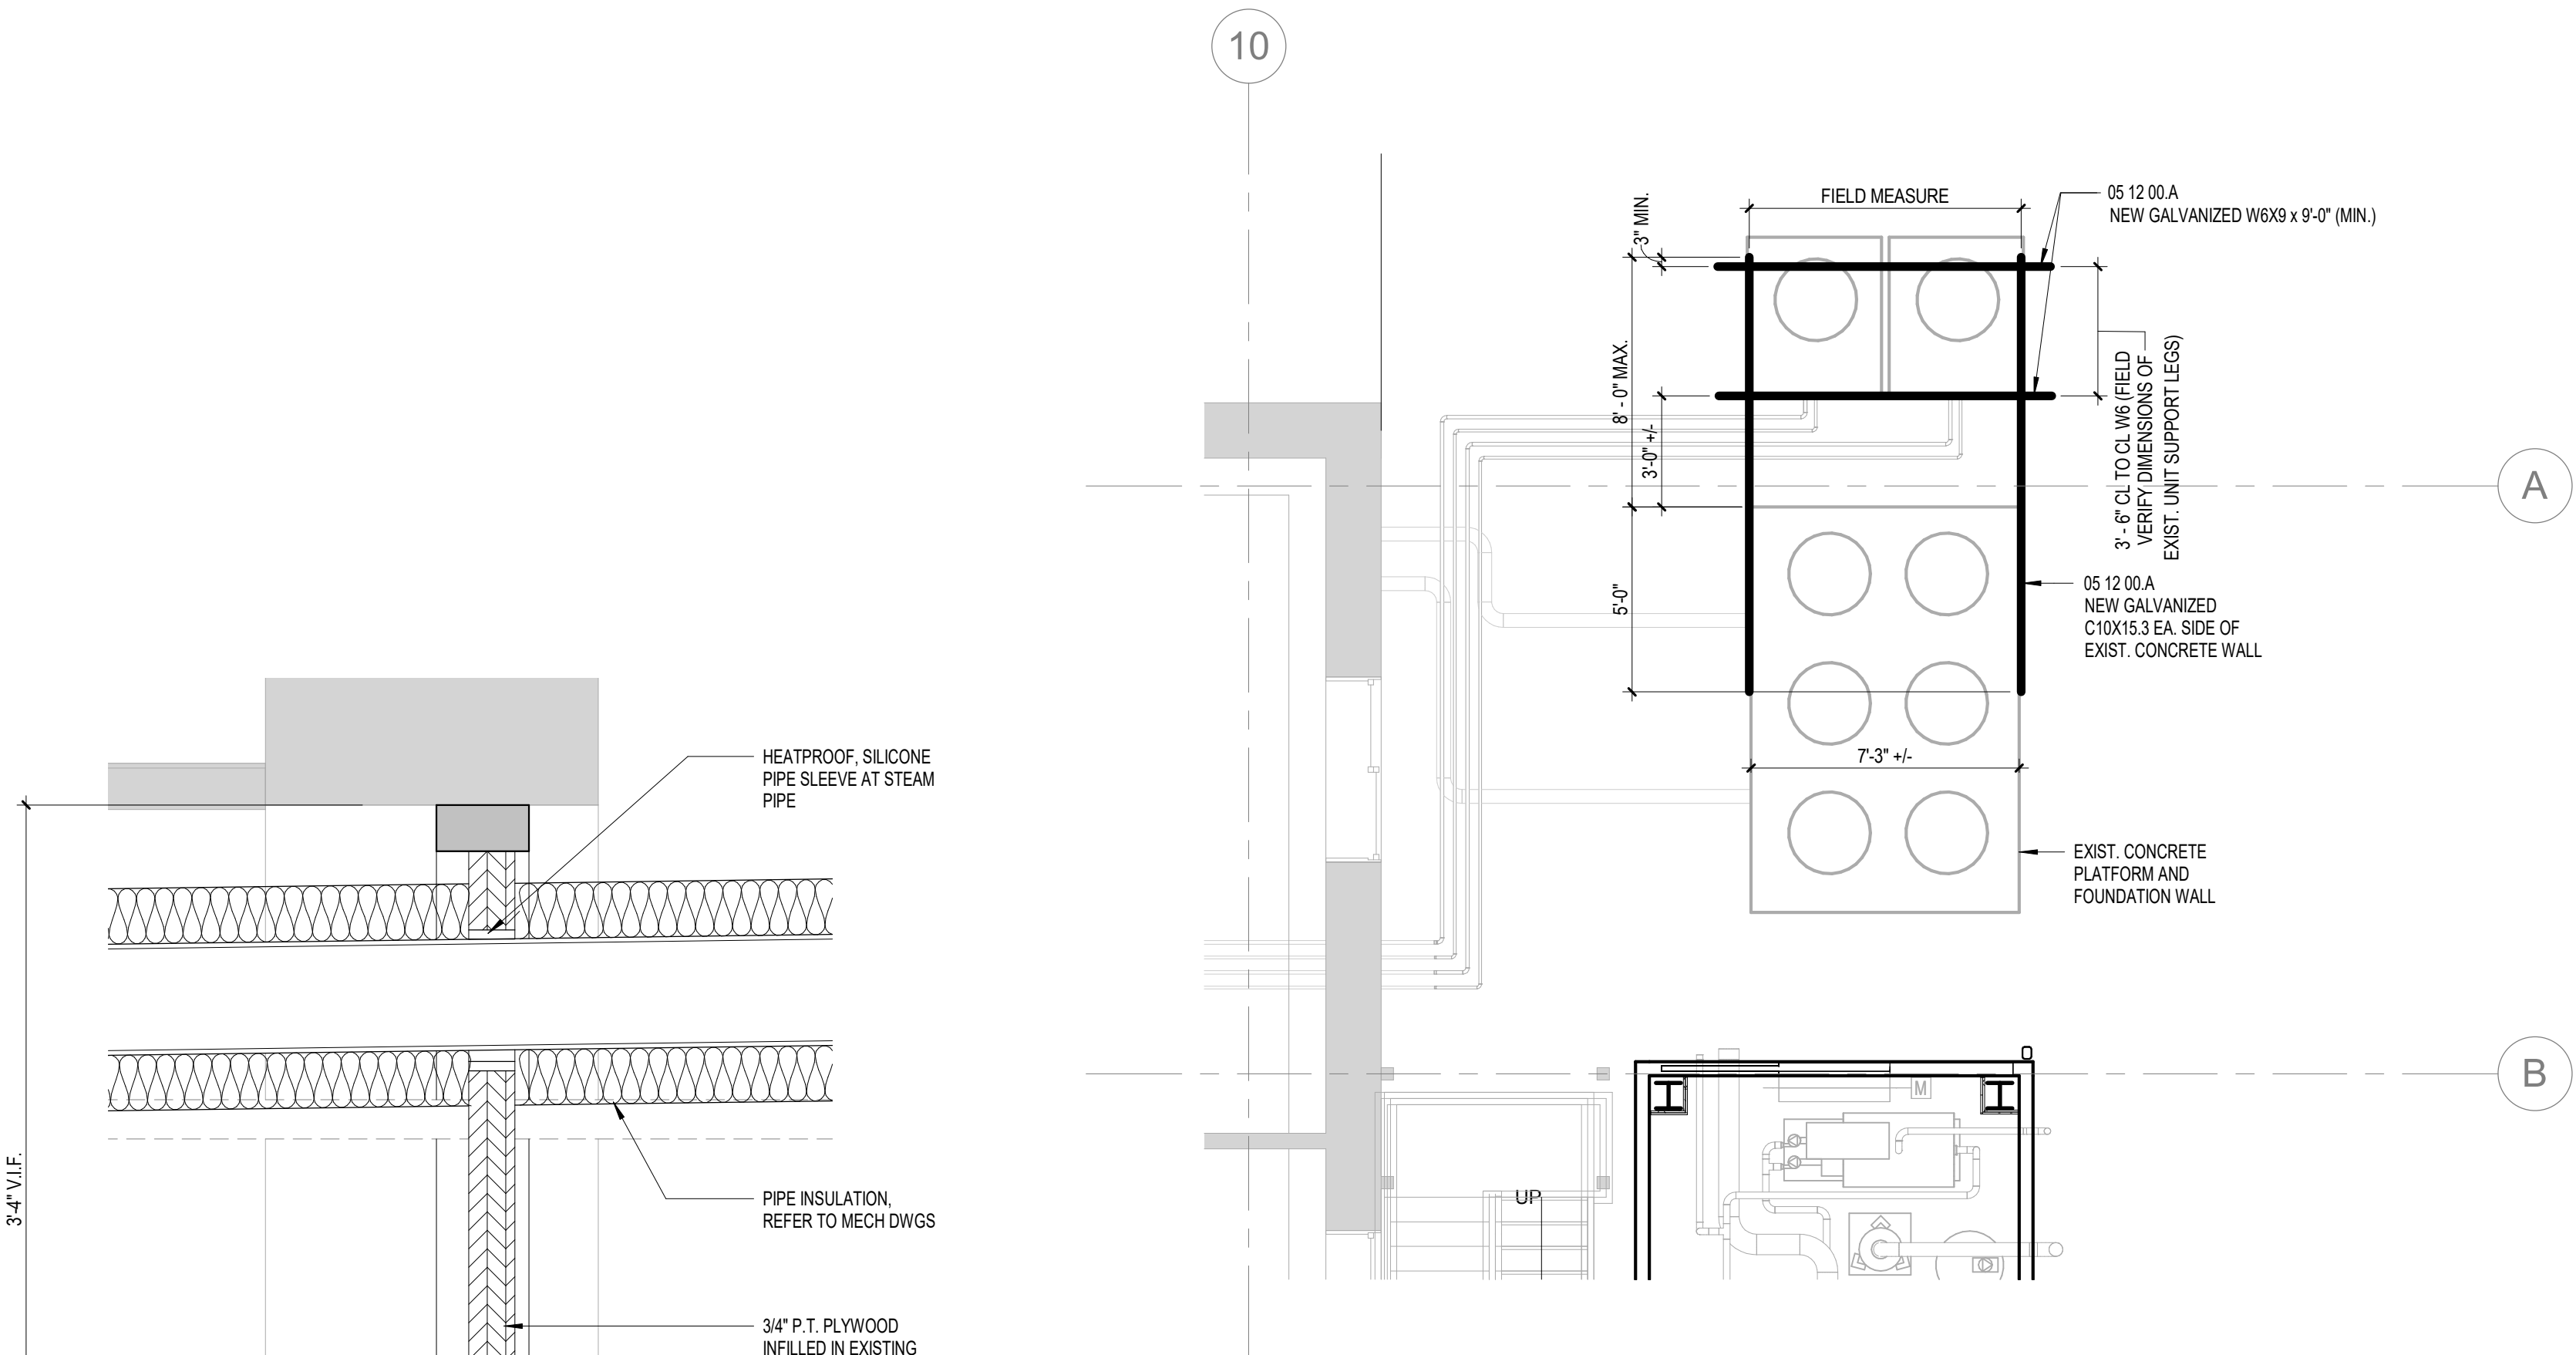 10
FIELD MEASURE
05 12 00.A
NEW GALVANIZED W6X9 x 9'-0" (MIN.)
3" MIN.
8' - 0" MAX.
3'-0" +/-
5'-0"
3' - 6" CL TO CL W6 (FIELD
VERIFY DIMENSIONS OF
EXIST. UNIT SUPPORT LEGS)
A
05 12 00.A
NEW GALVANIZED
C10X15.3 EA. SIDE OF
EXIST. CONCRETE WALL
7'-3" +/-
EXIST. CONCRETE
PLATFORM AND
FOUNDATION WALL
B
M
UP
HEATPROOF, SILICONE
PIPE SLEEVE AT STEAM
PIPE
3'-4" V.I.F.
PIPE INSULATION,
REFER TO MECH DWGS
3/4" P.T. PLYWOOD
INFILLED IN EXISTING